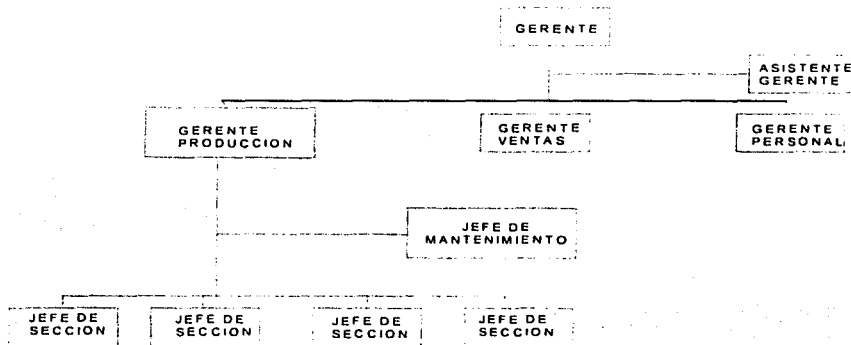 GERENTE
ASISTENTE
GERENTE
GERENTE
PRODUCCION
GERENTE
VENTAS
GERENTE
PERSONAL
JEFE DE
MANTENIMIENTO
JEFE DE
SECCION
JEFE DE
SECCION
JEFE DE
SECCION
JEFE DE
SECCION